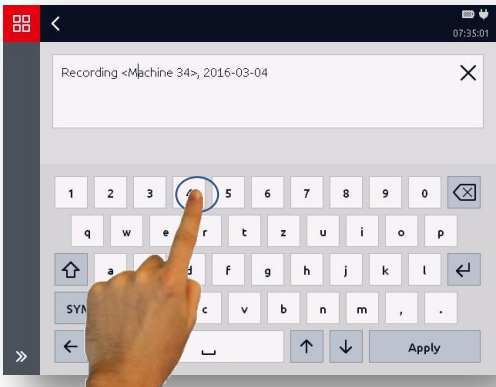 07:35:01
Recording <Machine 34>, 2016-03-04
1 2 3 4 5 6 7 8 9 0
q w e r t z u i o p
a d f g h j k l
c v b n m , .
Apply